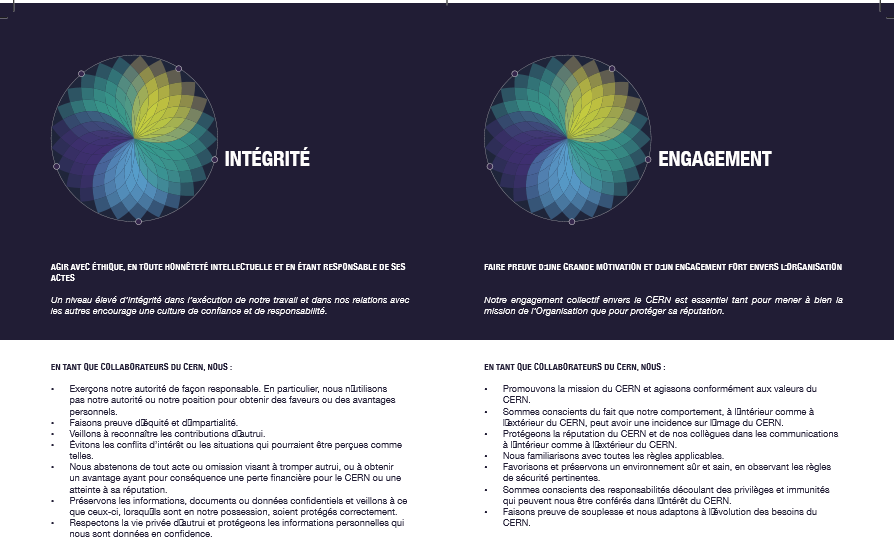 INTÉGRITÉ
AGIR AVEC ÉTHIQUE, EN TOUTE HONNÊTETÉ INTELLECTUELLE ET EN ÉTANT RESPONSABLE DE SES
ACTES
Un niveau élevé d'intégrité dans l'exécution de notre travail et dans nos relations avec
les autres encourage une culture de confiance et de responsabilité.
EN TANT QUE COLLABORATEURS DU CERN, NOUS :
• Exerçons notre autorité de façon responsable. En particulier, nous n▯utilisons
pas notre autorité ou notre position pour obtenir des faveurs ou des avantages
personnels.
• Faisons preuve d▯équité et d▯impartialité.
• Veillons à reconnaître les contributions d▯autrui.
• Évitons les conflits d'intérêt ou les situations qui pourraient être perçues comme
telles.
• Nous abstenons de tout acte ou omission visant à tromper autrui, ou à obtenir
un avantage ayant pour conséquence une perte financière pour le CERN ou une
atteinte à sa réputation.
• Préservons les informations, documents ou données confidentiels et veillons à ce
que ceux-ci, lorsqu▯ils sont en notre possession, soient protégés correctement.
• Respectons la vie privée d▯autrui et protégeons les informations personnelles qui
nous sont données en confidence.
ENGAGEMENT
FAIRE PREUVE D▯UNE GRANDE MOTIVATION ET D▯UN ENGAGEMENT FORT ENVERS L▯ORGANISATION
Notre engagement collectif envers le CERN est essentiel tant pour mener à bien la
mission de l'Organisation que pour protéger sa réputation.
EN TANT QUE COLLABORATEURS DU CERN, NOUS :
• Promouvons la mission du CERN et agissons conformément aux valeurs du
CERN.
• Sommes conscients du fait que notre comportement, à l▯intérieur comme à
l▯extérieur du CERN, peut avoir une incidence sur l▯image du CERN.
• Protégeons la réputation du CERN et de nos collègues dans les communications
à l▯intérieur comme à l▯extérieur.
• Nous familiarisons avec toutes les règles applicables.
• Favorisons et préservons un environnement sûr et sain, en observant les règles
de sécurité pertinentes.
• Sommes conscients des responsabilités découlant des privilèges et immunités
qui peuvent nous être conférés dans l▯intérêt du CERN.
• Faisons preuve de souplesse et nous adaptons à l▯évolution des besoins du
CERN.